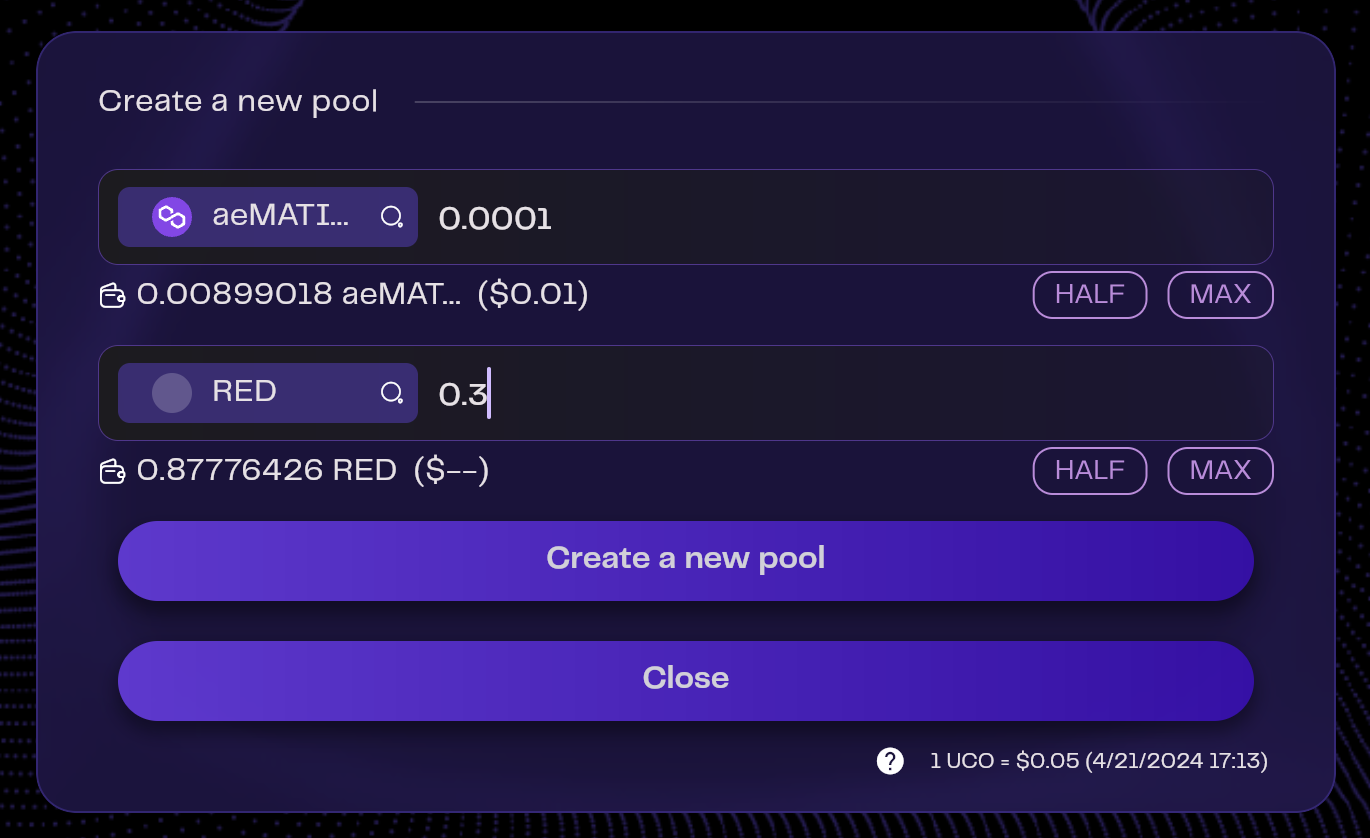 Create a new pool
aeMATI... 0.0001
0.00899018 aeMAT... ($0.01) HALF MAX
RED 0.3
0.87776426 RED ($--) HALF MAX
Create a new pool
Close
? 1 UCO = $0.05 (4/21/2024 17:13)